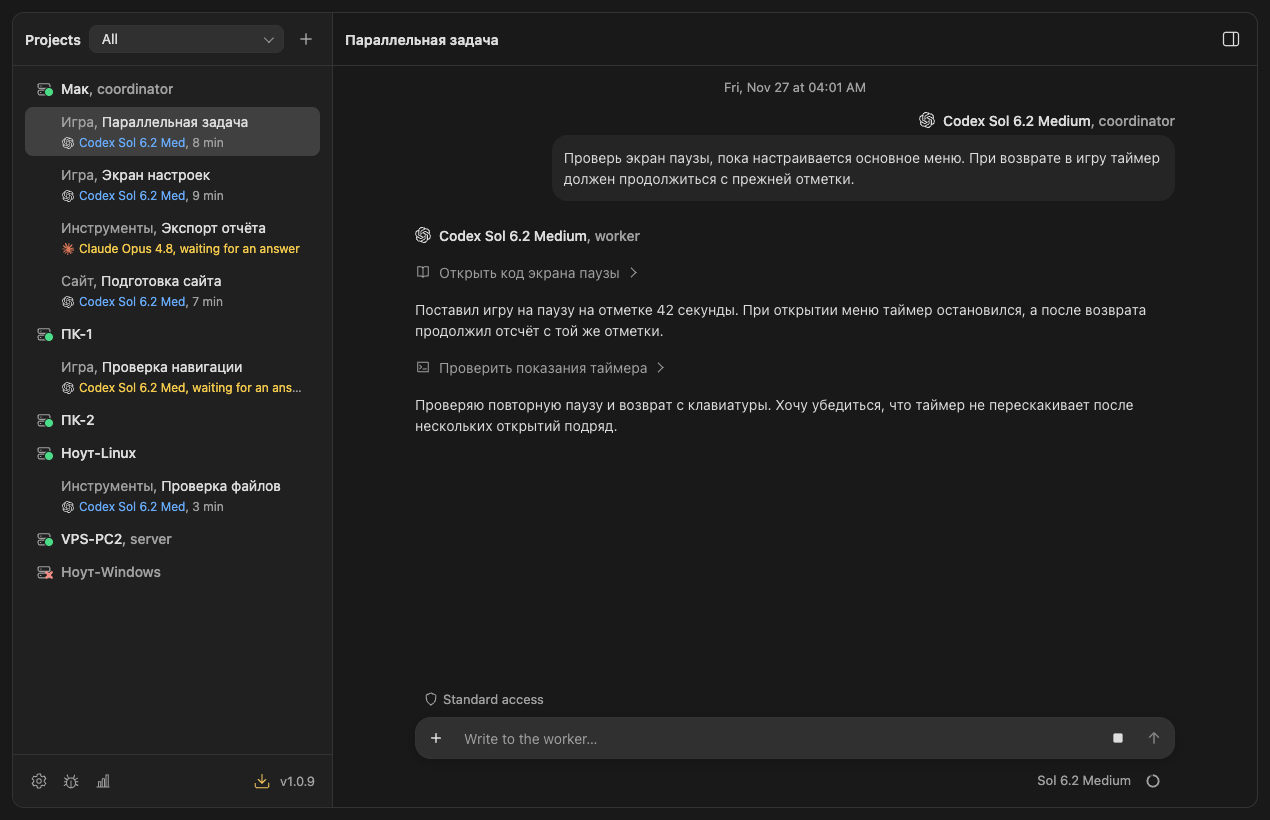 Projects
All
Мак, coordinator
Игра, Параллельная задача
Codex Sol 6.2 Med, 8 min
Игра, Экран настроек
Codex Sol 6.2 Med, 9 min
Инструменты, Экспорт отчёта
Claude Opus 4.8, waiting for an answer
Сайт, Подготовка сайта
Codex Sol 6.2 Med, 7 min
ПК-1
Игра, Проверка навигации
Codex Sol 6.2 Med, waiting for an ans...
ПК-2
Ноут-Linux
Инструменты, Проверка файлов
Codex Sol 6.2 Med, 3 min
VPS-PC2, server
Ноут-Windows
v1.0.9
Параллельная задача
Fri, Nov 27 at 04:01 AM
Codex Sol 6.2 Medium, coordinator
Проверь экран паузы, пока настраивается основное меню. При возврате в игру таймер
должен продолжиться с прежней отметки.
Codex Sol 6.2 Medium, worker
Открыть код экрана паузы
Поставил игру на паузу на отметке 42 секунды. При открытии меню таймер остановился, а после возврата
продолжил отсчёт с той же отметки.
Проверить показания таймера
Проверяю повторную паузу и возврат с клавиатуры. Хочу убедиться, что таймер не перескакивает после
нескольких открытий подряд.
Standard access
Write to the worker...
Sol 6.2 Medium